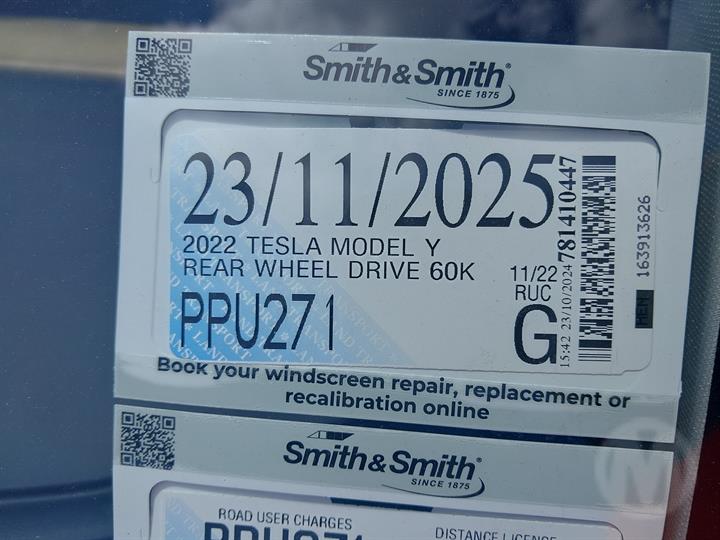 Smith&Smith®
SINCE 1875
23/11/2025
2022 TESLA MODEL Y
REAR WHEEL DRIVE 60K
PPU271
11/22
RUC
G
15:42 23/10/2024
781410447
163913626
Book your windscreen repair, replacement or
recalibration online
Smith&Smith®
SINCE 1875
ROAD USER CHARGES
DISTANCE LICENSE
PPU271